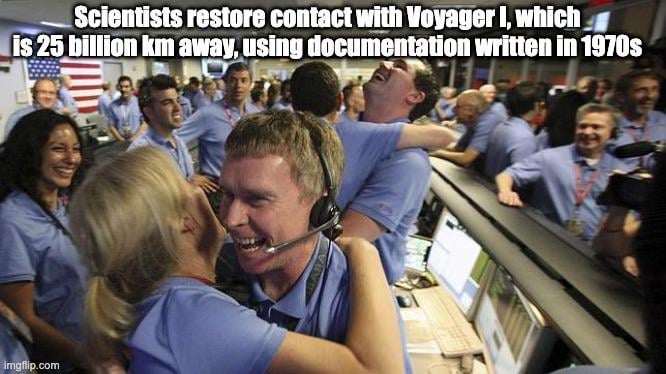 Scientists restore contact with Voyager I, which
is 25 billion km away, using documentation written in 1970s
imgflip.com